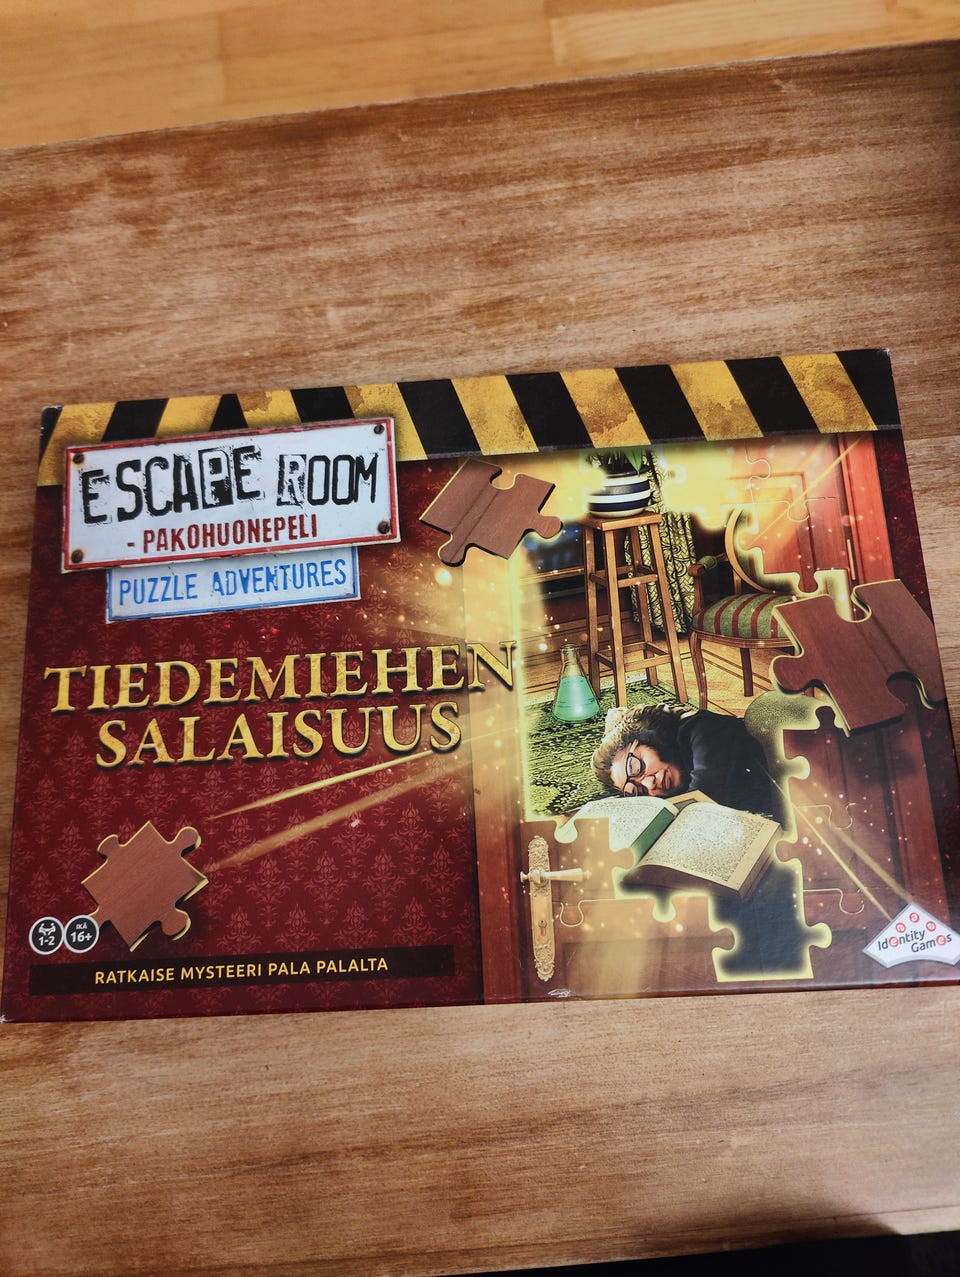 ESCAPE ROOM
- PAKOHUONEPELI
PUZZLE ADVENTURES
TIEDEMIEHEN
SALAISUUS
1-2
IKÄ
16+
RATKAISE MYSTEERI PALA PALALTA
Identity
Games